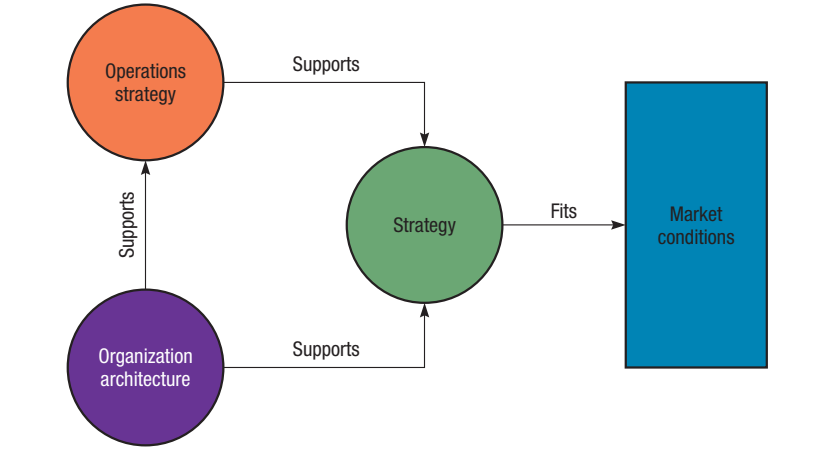 Operations
strategy
Supports
Supports
Strategy
Fits
Market
conditions
Organization
architecture
Supports